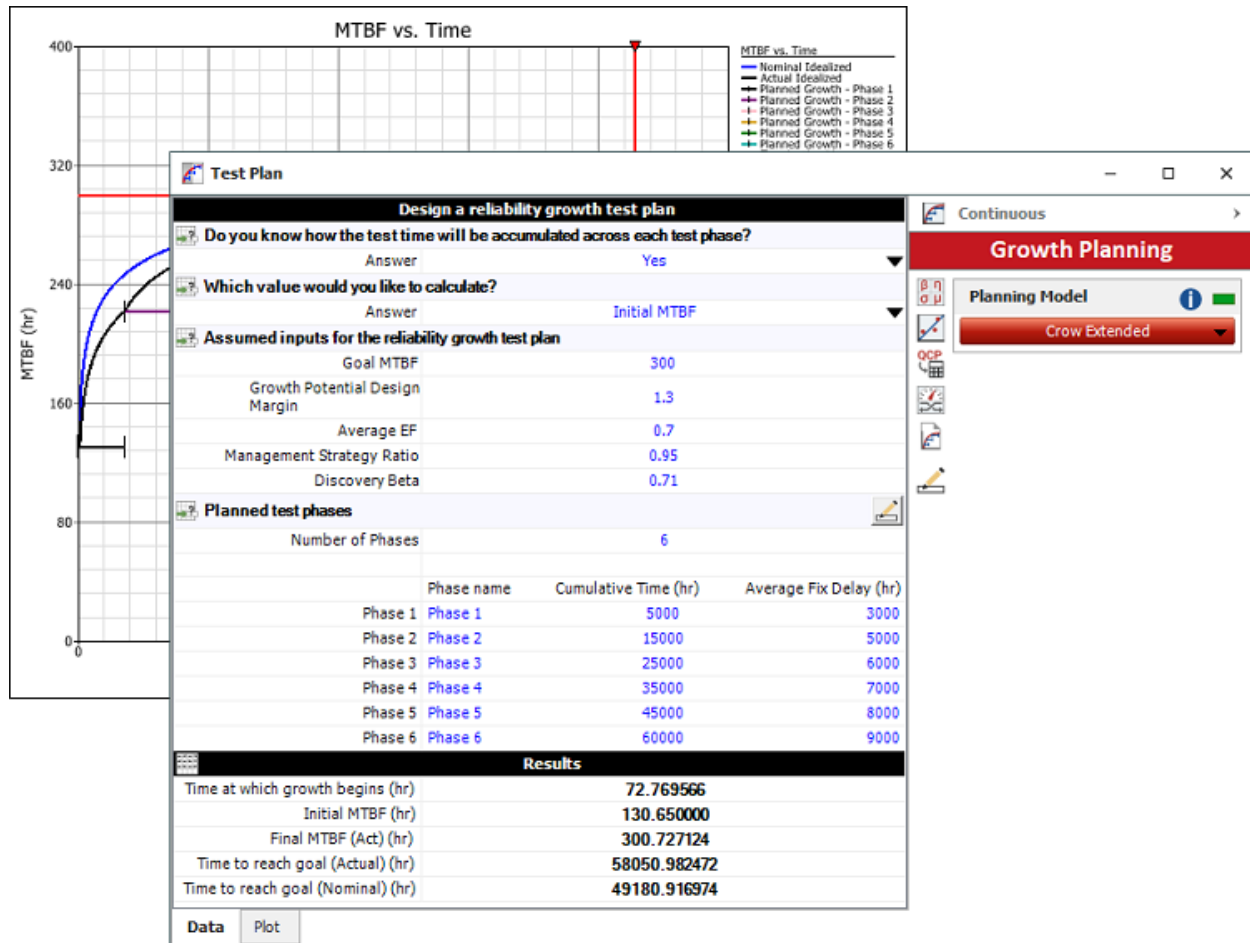 MTBF vs. Time
400
320
240
160
80
0
0
MTBF (hr)
MTBF vs. Time
Nominal Idealized
Actual Idealized
Planned Growth - Phase 1
Planned Growth - Phase 2
Planned Growth - Phase 3
Planned Growth - Phase 4
Planned Growth - Phase 5
Planned Growth - Phase 6
Test Plan
Design a reliability growth test plan
Do you know how the test time will be accumulated across each test phase?
Answer Yes
Which value would you like to calculate?
Answer Initial MTBF
Assumed inputs for the reliability growth test plan
Goal MTBF 300
Growth Potential Design
Margin 1.3
Average EF 0.7
Management Strategy Ratio 0.95
Discovery Beta 0.71
Planned test phases
Number of Phases 6
Phase name Cumulative Time (hr) Average Fix Delay (hr)
Phase 1 Phase 1 5000 3000
Phase 2 Phase 2 15000 5000
Phase 3 Phase 3 25000 6000
Phase 4 Phase 4 35000 7000
Phase 5 Phase 5 45000 8000
Phase 6 Phase 6 60000 9000
Results
Time at which growth begins (hr) 72.769566
Initial MTBF (hr) 130.650000
Final MTBF (Act) (hr) 300.727124
Time to reach goal (Actual) (hr) 58050.982472
Time to reach goal (Nominal) (hr) 49180.916974
Data Plot
Continuous
Growth Planning
β η
σ μ
Planning Model
Crow Extended
QCP